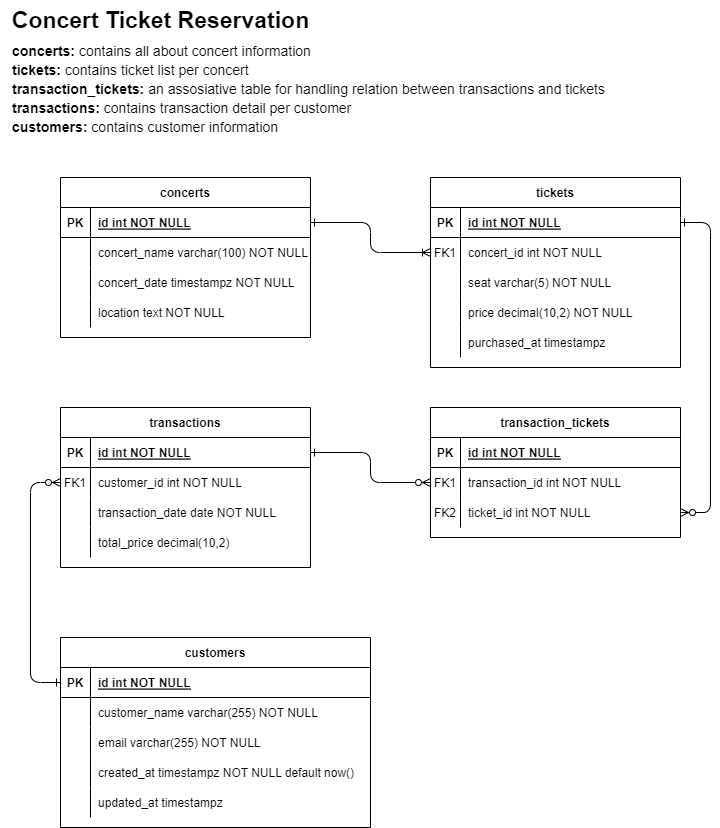 Concert Ticket Reservation
concerts: contains all about concert information
tickets: contains ticket list per concert
transaction_tickets: an assosiative table for handling relation between transactions and tickets
transactions: contains transaction detail per customer
customers: contains customer information
concerts
PK id int NOT NULL
concert_name varchar(100) NOT NULL
concert_date timestampz NOT NULL
location text NOT NULL
tickets
PK id int NOT NULL
FK1 concert_id int NOT NULL
seat varchar(5) NOT NULL
price decimal(10,2) NOT NULL
purchased_at timestampz
transactions
PK id int NOT NULL
FK1 customer_id int NOT NULL
transaction_date date NOT NULL
total_price decimal(10,2)
transaction_tickets
PK id int NOT NULL
FK1 transaction_id int NOT NULL
FK2 ticket_id int NOT NULL
customers
PK id int NOT NULL
customer_name varchar(255) NOT NULL
email varchar(255) NOT NULL
created_at timestampz NOT NULL default now()
updated_at timestampz